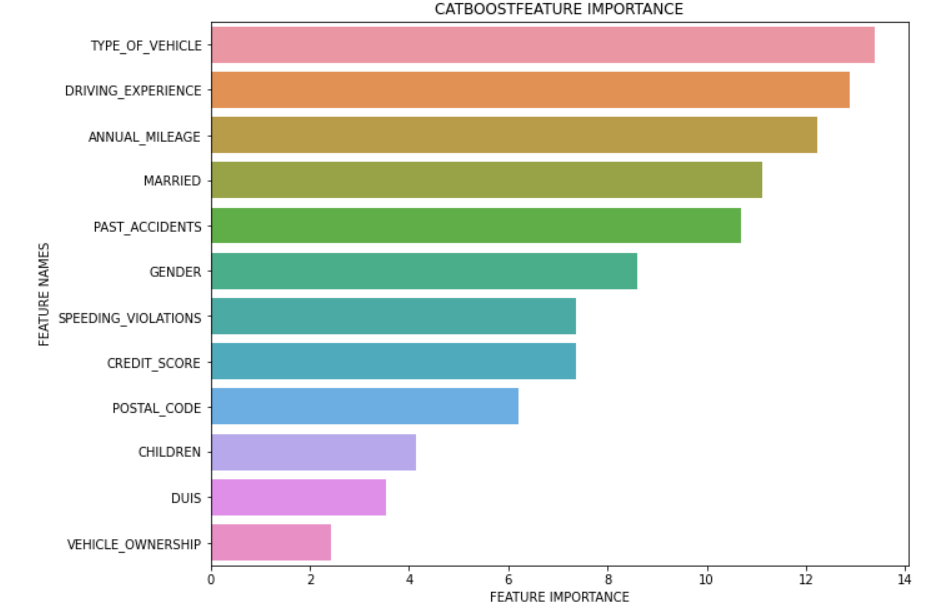 CATBOOSTFEATURE IMPORTANCE
FEATURE NAMES
TYPE_OF_VEHICLE
DRIVING_EXPERIENCE
ANNUAL_MILEAGE
MARRIED
PAST_ACCIDENTS
GENDER
SPEEDING_VIOLATIONS
CREDIT_SCORE
POSTAL_CODE
CHILDREN
DUIS
VEHICLE_OWNERSHIP
0 2 4 6 8 10 12 14
FEATURE IMPORTANCE